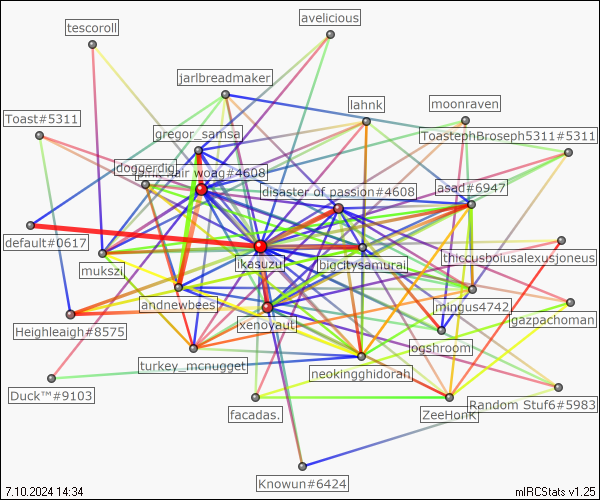 avelicious
tescoroll
jarlbreadmaker
lahnk
moonraven
Toast#5311
gregor_samsa
ToastephBroseph5311#5311
doggerdig
hair woag#4608
disaster of passion#4608
asad#6947
default#0617
mukszi
ikasuzu
bigcitysamurai
thiccusboiusalexusjoneus
andnewbees
mingus4742
gazpachoman
Heighleaigh#8575
xenoyaut
ogshroom
turkey_mcnugget
neokingghidorah
Duck™#9103
facadas.
ZeeHonk
Random Stuf6#5983
Knowun#6424
7.10.2024 14:34
mIRCStats v1.25